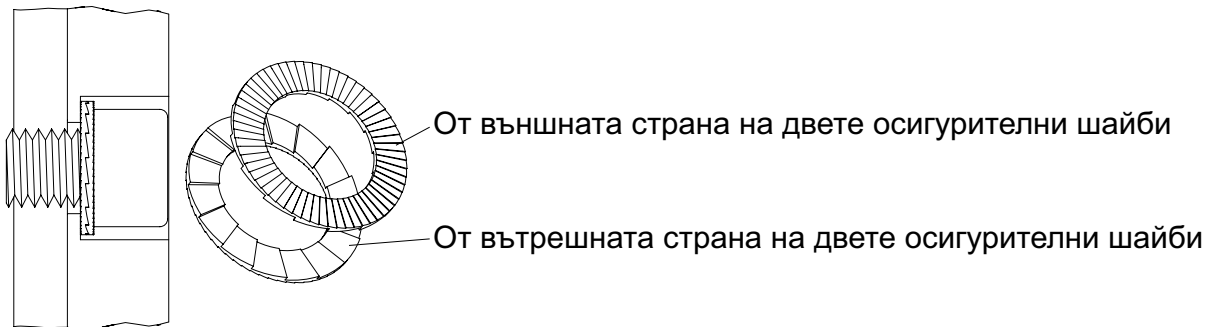 От външната страна на двете осигурителни шайби
От вътрешната страна на двете осигурителни шайби